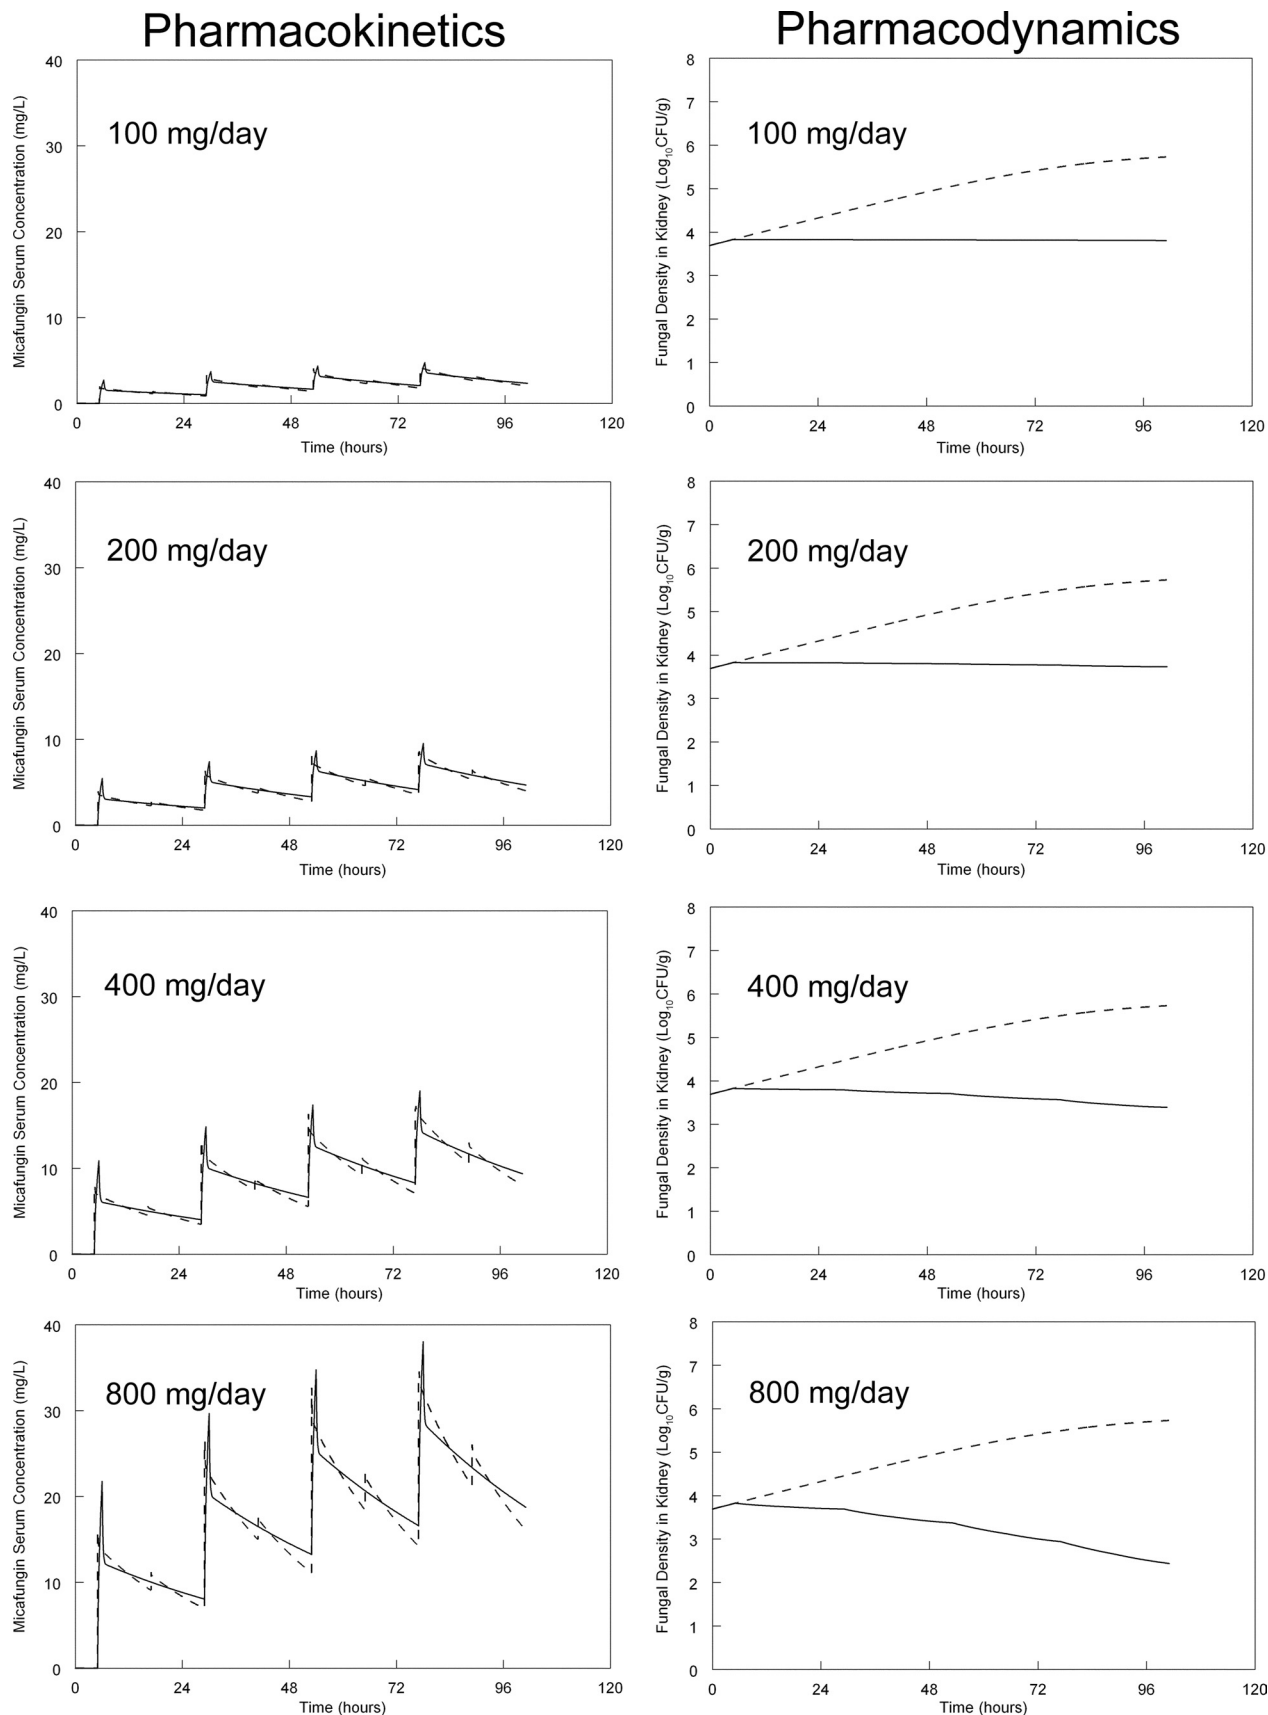 Pharmacokinetics
Pharmacodynamics
40
30
20
10
0
Micafungin Serum Concentration (mg/L)
100 mg/day
0 24 48 72 96 120
Time (hours)
8
7
6
5
4
3
2
1
0
Fungal Density in Kidney (Log10CFU/g)
100 mg/day
0 24 48 72 96 120
Time (hours)
40
30
20
10
0
Micafungin Serum Concentration (mg/L)
200 mg/day
0 24 48 72 96 120
Time (hours)
8
7
6
5
4
3
2
1
0
Fungal Density in Kidney (Log10CFU/g)
200 mg/day
0 24 48 72 96 120
Time (hours)
40
30
20
10
0
Micafungin Serum Concentration (mg/L)
400 mg/day
0 24 48 72 96 120
Time (hours)
8
7
6
5
4
3
2
1
0
Fungal Density in Kidney (Log10CFU/g)
400 mg/day
0 24 48 72 96 120
Time (hours)
40
30
20
10
0
Micafungin Serum Concentration (mg/L)
800 mg/day
0 24 48 72 96 120
Time (hours)
8
7
6
5
4
3
2
1
0
Fungal Density in Kidney (Log10CFU/g)
800 mg/day
0 24 48 72 96 120
Time (hours)